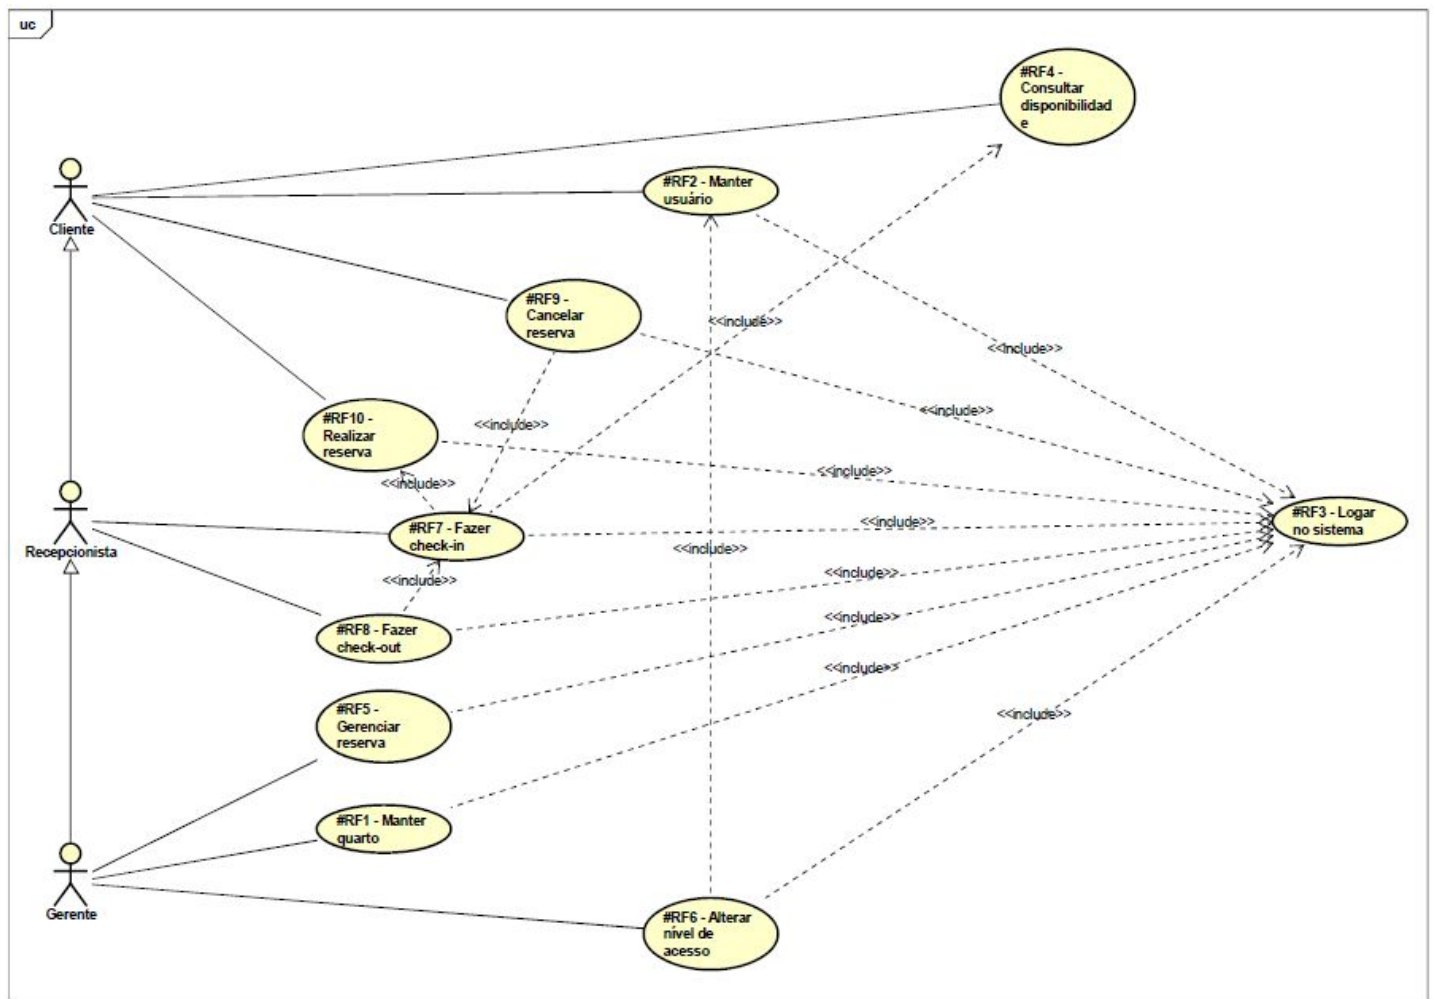 uc
#RF4 -
Consultar
disponibilidad
e
#RF2 - Manter
usuário
Cliente
#RF9 -
Cancelar
reserva
<<include>>
<<include>>
<<include>>
#RF10 -
Realizar
reserva
<<include>>
<<include>>
<<include>>
#RF7 - Fazer
check-in
<<include>>
#RF3 - Logar
no sistema
Recepcionista
<<include>>
<<include>>
<<include>>
#RF8 - Fazer
check-out
<<include>>
<<include>>
#RF5 -
Gerenciar
reserva
<<include>>
#RF1 - Manter
quarto
Gerente
#RF6 - Alterar
nível de
acesso